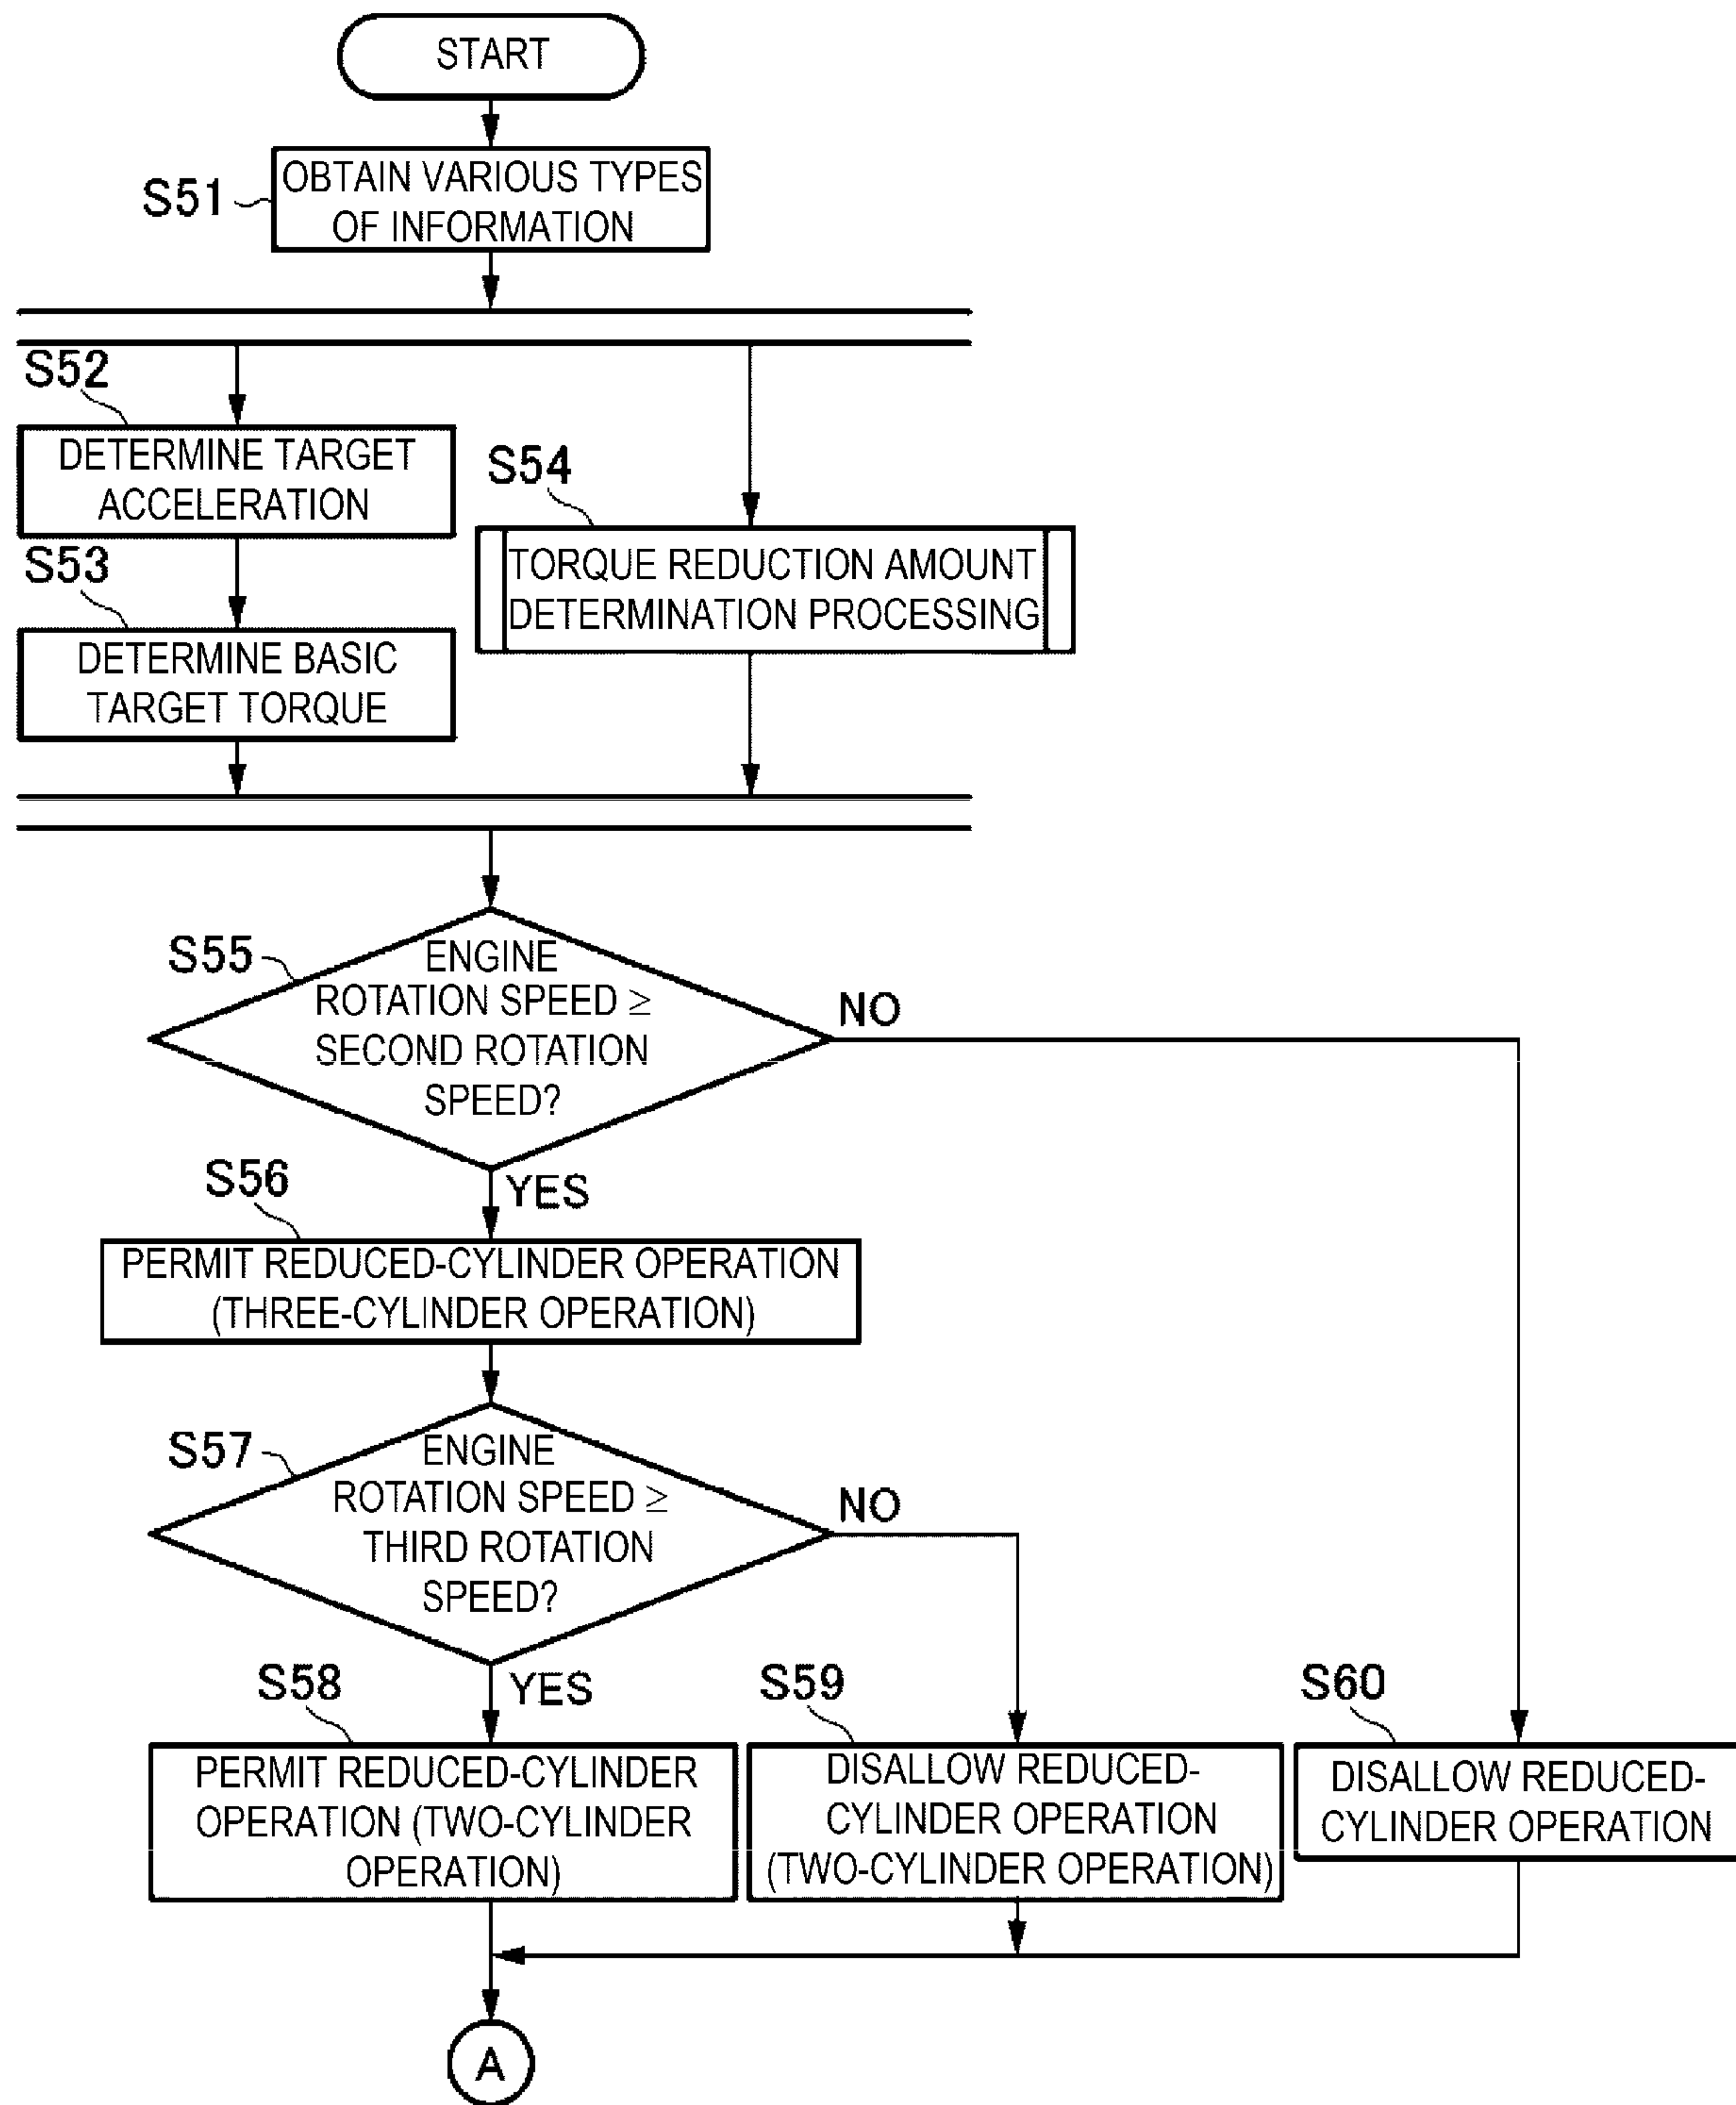 START
S51
OBTAIN VARIOUS TYPES
OF INFORMATION
S52
DETERMINE TARGET
ACCELERATION
S53
DETERMINE BASIC
TARGET TORQUE
S54
TORQUE REDUCTION AMOUNT
DETERMINATION PROCESSING
S55
ENGINE
ROTATION SPEED ≥
SECOND ROTATION
SPEED?
NO
YES
S56
PERMIT REDUCED-CYLINDER OPERATION
(THREE-CYLINDER OPERATION)
S57
ENGINE
ROTATION SPEED ≥
THIRD ROTATION
SPEED?
NO
YES
S58
PERMIT REDUCED-CYLINDER
OPERATION (TWO-CYLINDER
OPERATION)
S59
DISALLOW REDUCED-
CYLINDER OPERATION
(TWO-CYLINDER OPERATION)
S60
DISALLOW REDUCED-
CYLINDER OPERATION
A